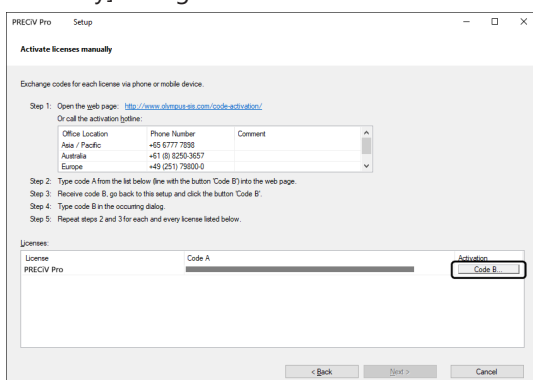 PRECiV Pro Setup
Activate licenses manually
Exchange codes for each license via phone or mobile device.
Step 1: Open the web page: http://www.olympus-sis.com/code-activation/
Or call the activation hotline:
Office Location Phone Number Comment
Asia / Pacific +65 6777 7898
Australia +61 (8) 8250-3657
Europe +49 (251) 79800-0
Step 2: Type code A from the list below (line with the button 'Code B') into the web page.
Step 3: Receive code B, go back to this setup and click the button 'Code B'.
Step 4: Type code B in the occurring dialog.
Step 5: Repeat steps 2 and 3 for each and every license listed below.
Licenses:
License Code A Activation
PRECiV Pro Code B...
< Back Next > Cancel